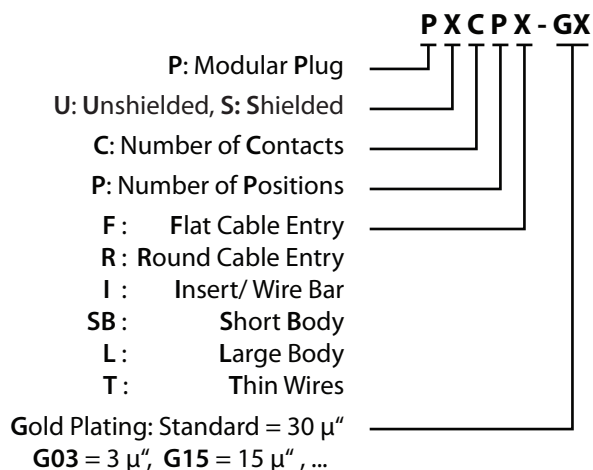 P X C P X - GX
P: Modular Plug
U: Unshielded, S: Shielded
C: Number of Contacts
P: Number of Positions
F : Flat Cable Entry
R : Round Cable Entry
I : Insert/ Wire Bar
SB : Short Body
L : Large Body
T : Thin Wires
Gold Plating: Standard = 30 µ“
G03 = 3 µ“, G15 = 15 µ“ , ...